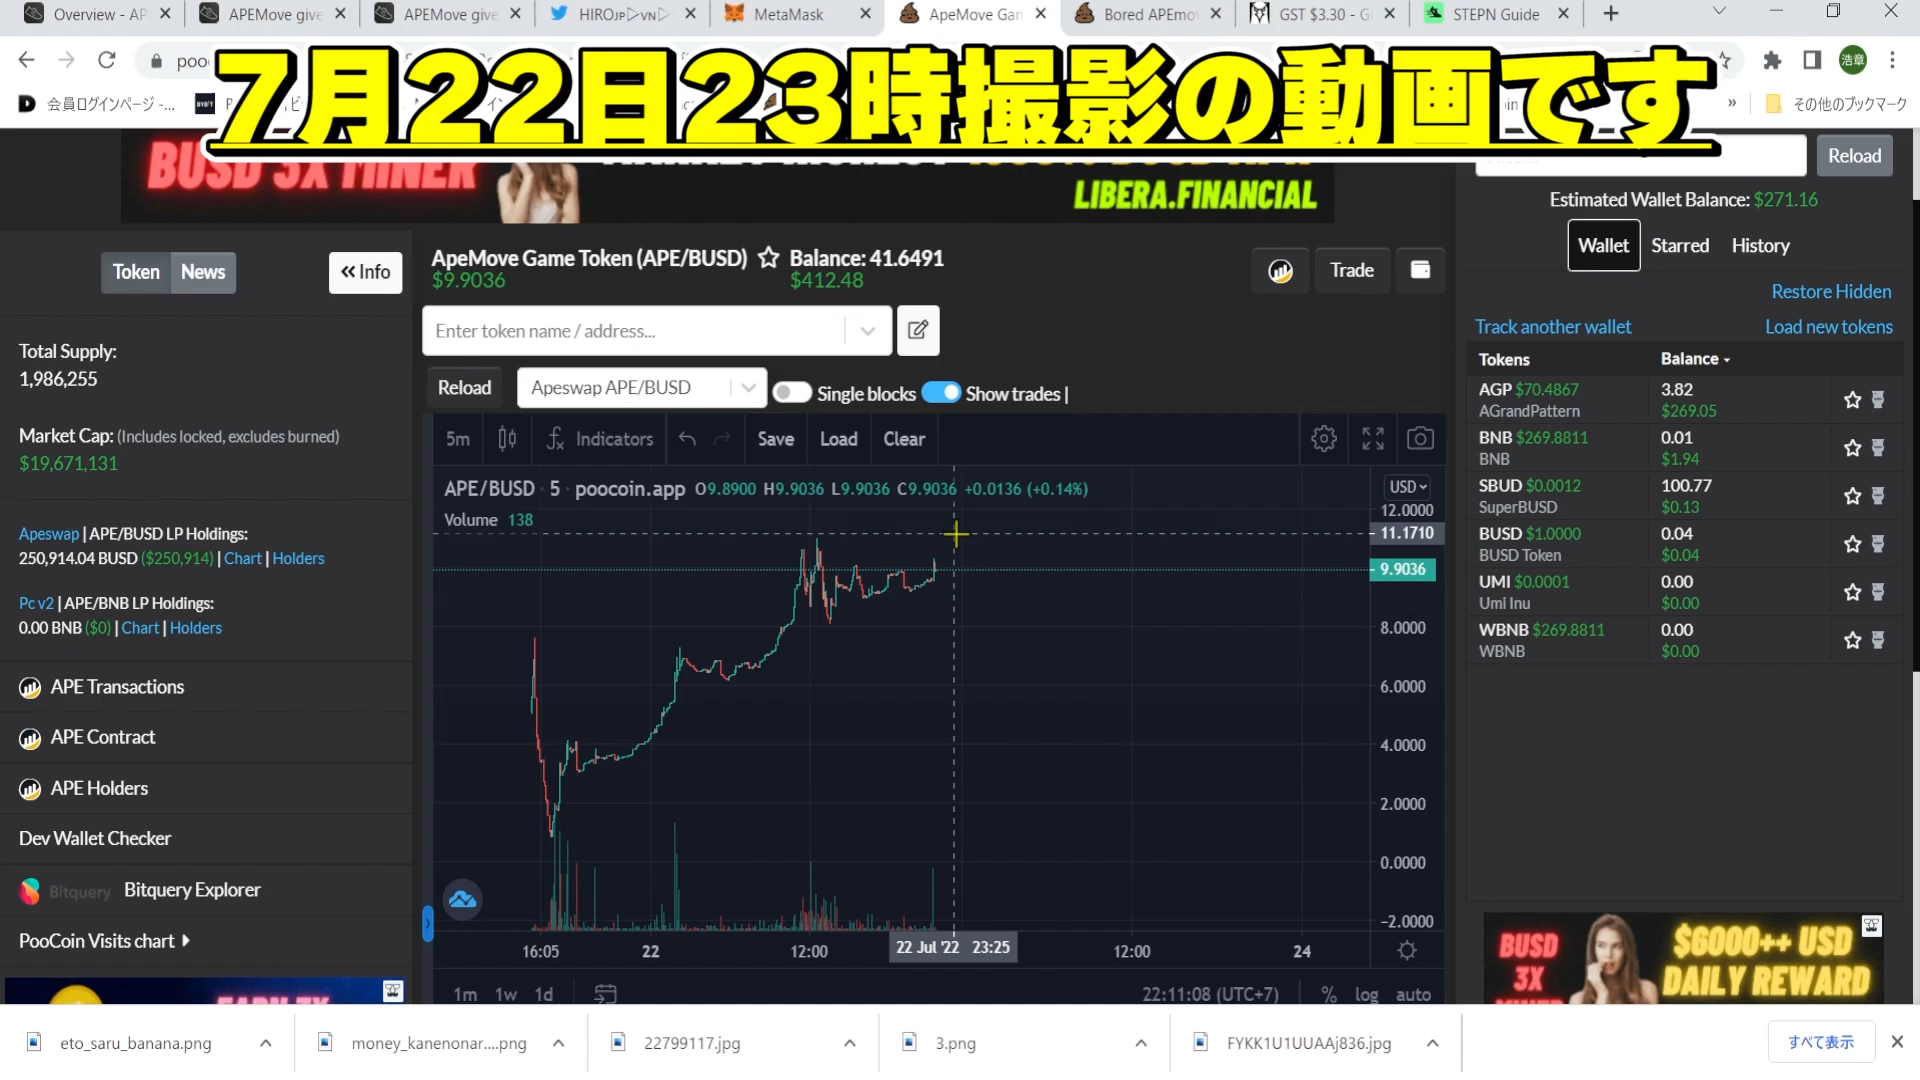 Overview - AP
APEMove give
APEMove give
HIROJP▷VN▷
MetaMask
ApeMove Gam
Bored APEmov
GST $3.30 - G
STEPN Guide
7月22日23時撮影の動画です
浩章
会員ログインページ -...
BYBIT
»
その他のブックマーク
BUSD 3X MINER
LIBERA.FINANCIAL
Reload
Estimated Wallet Balance: $271.16
Wallet
Starred
History
Restore Hidden
Track another wallet
Load new tokens
Tokens
Balance
AGP $70.4867
3.82
AGrandPattern
$269.05
BNB $269.8811
0.01
BNB
$1.94
SBUD $0.0012
100.77
SuperBUSD
$0.13
BUSD $1.0000
0.04
BUSD Token
$0.04
UMI $0.0001
0.00
Umi Inu
$0.00
WBNB $269.8811
0.00
WBNB
$0.00
Token
News
« Info
Total Supply:
1,986,255
Market Cap: (Includes locked, excludes burned)
$19,671,131
Apeswap | APE/BUSD LP Holdings:
250,914.04 BUSD ($250,914) | Chart | Holders
Pc v2 | APE/BNB LP Holdings:
0.00 BNB ($0) | Chart | Holders
APE Transactions
APE Contract
APE Holders
Dev Wallet Checker
Bitquery
Bitquery Explorer
PooCoin Visits chart
ApeMove Game Token (APE/BUSD)
Balance: 41.6491
$9.9036
$412.48
Trade
Enter token name / address...
Reload
Apeswap APE/BUSD
Single blocks
Show trades |
5m
Indicators
Save
Load
Clear
APE/BUSD · 5 · poocoin.app O9.8900 H9.9036 L9.9036 C9.9036 +0.0136 (+0.14%)
Volume 138
USD
12.0000
11.1710
9.9036
8.0000
6.0000
4.0000
2.0000
0.0000
−2.0000
16:05
22
12:00
22 Jul '22 23:25
12:00
24
1m
1w
1d
22:11:08 (UTC+7)
%
log
auto
BUSD
3X
$6000++ USD
DAILY REWARD
eto_saru_banana.png
money_kanenonar....png
22799117.jpg
3.png
FYKK1U1UUAAj836.jpg
すべて表示